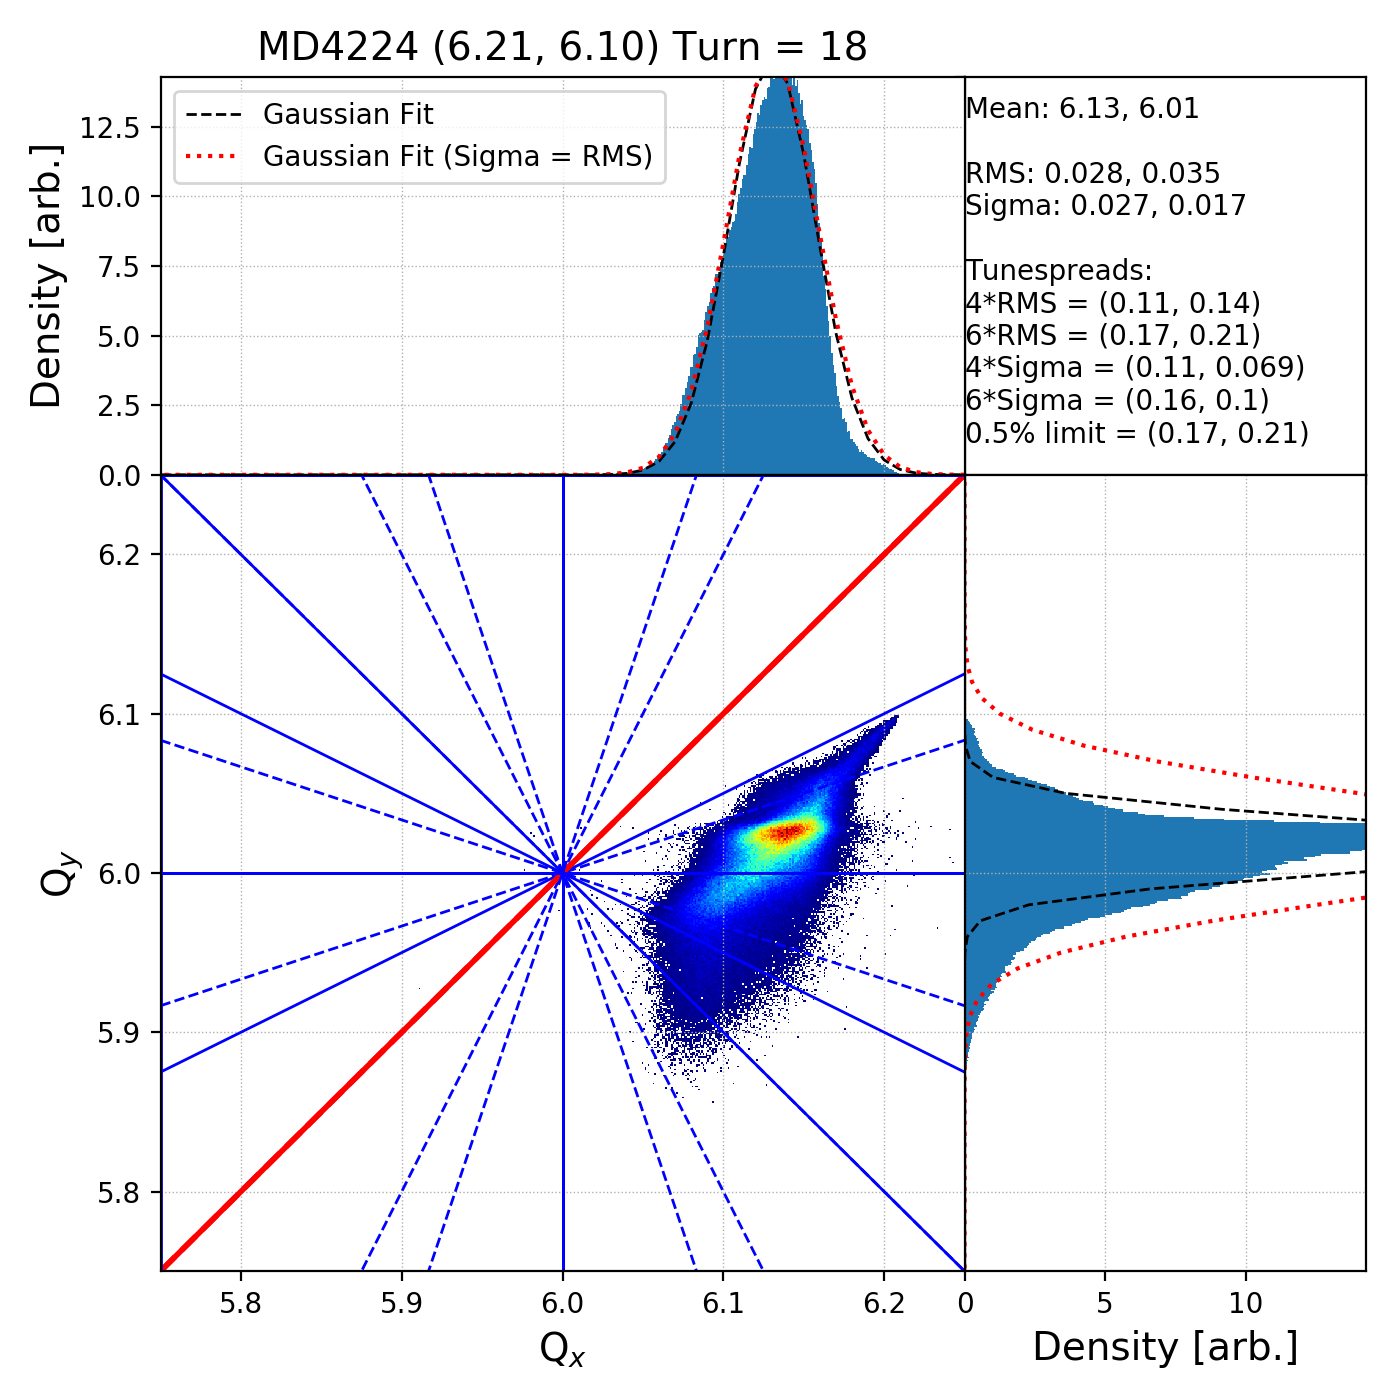 MD4224 (6.21, 6.10) Turn = 18
Gaussian Fit
Gaussian Fit (Sigma = RMS)
Density [arb.]
12.5
10.0
7.5
5.0
2.5
0.0
Mean: 6.13, 6.01
RMS: 0.028, 0.035
Sigma: 0.027, 0.017
Tunespreads:
4*RMS = (0.11, 0.14)
6*RMS = (0.17, 0.21)
4*Sigma = (0.11, 0.069)
6*Sigma = (0.16, 0.1)
0.5% limit = (0.17, 0.21)
Qy
6.2
6.1
6.0
5.9
5.8
5.8 5.9 6.0 6.1 6.2
Qx
0 5 10
Density [arb.]